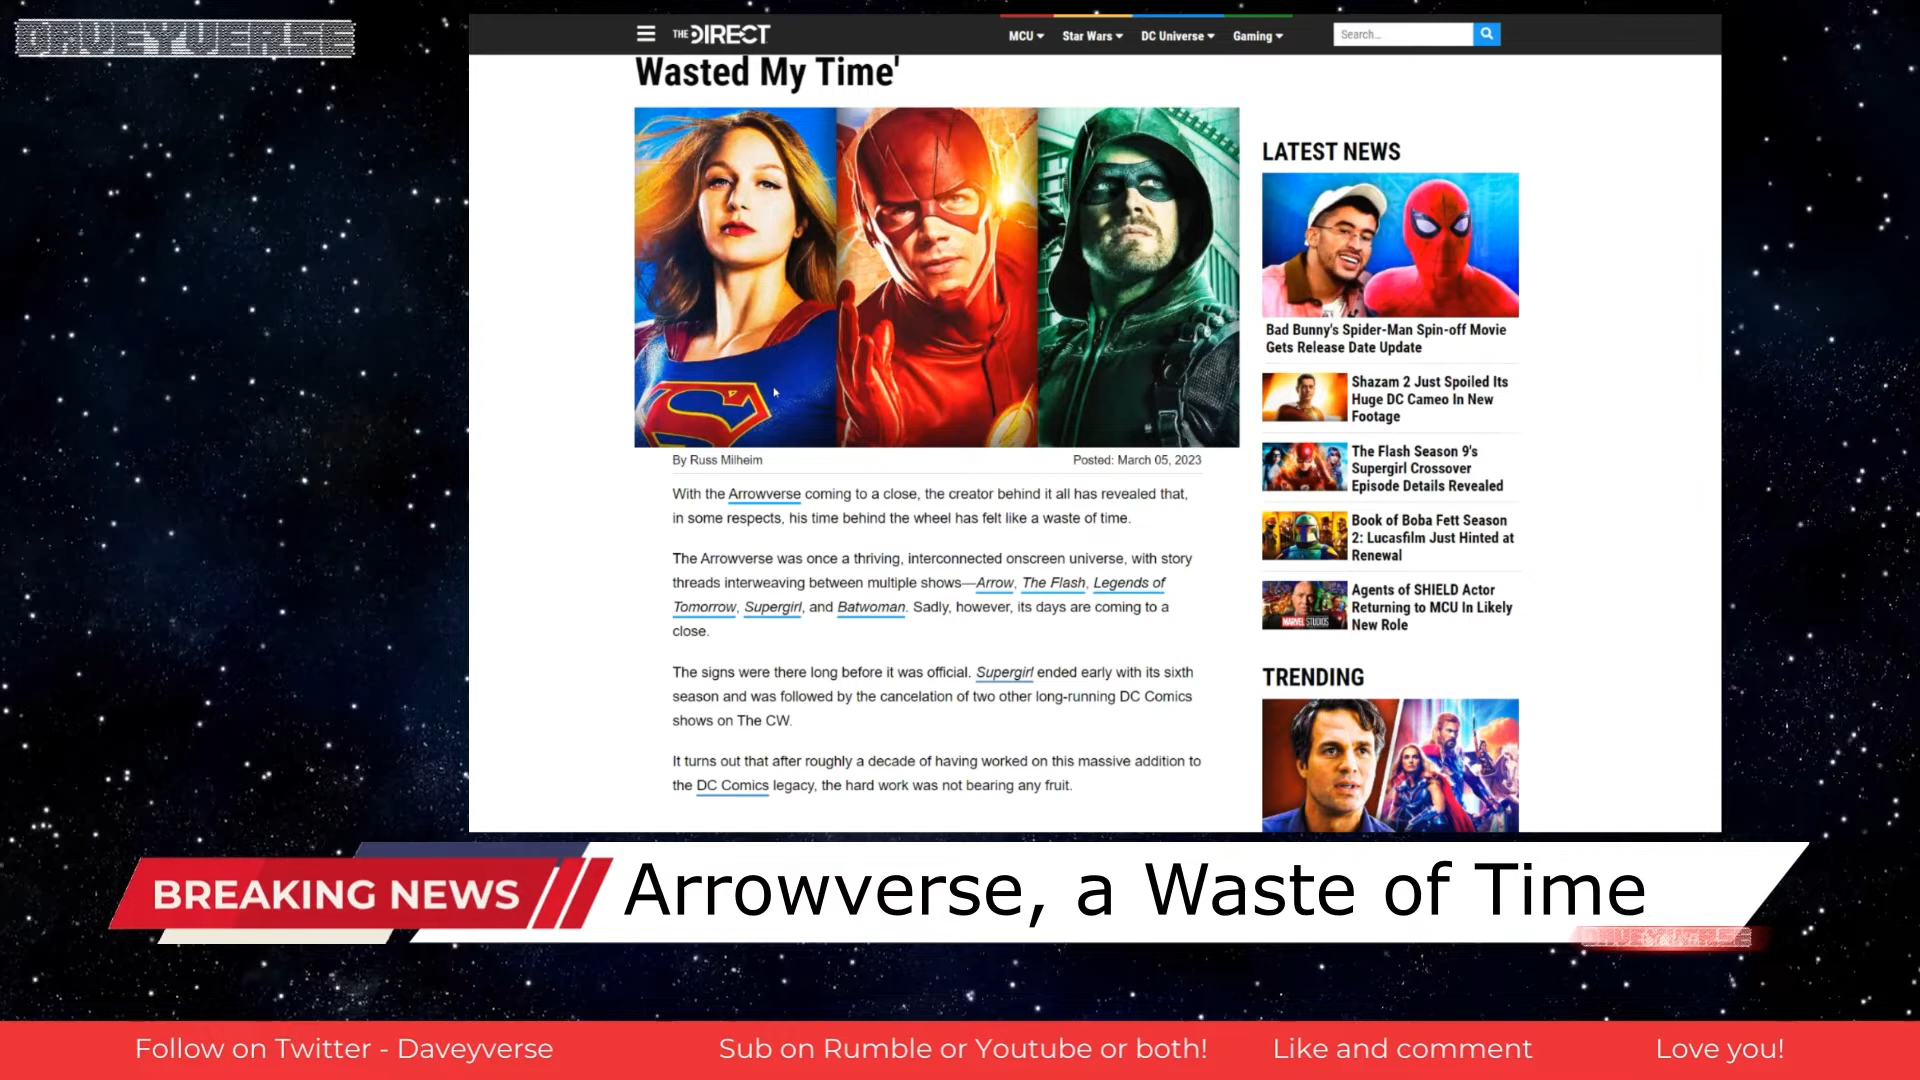 DAVEYVERSE
THE DIRECT
MCU
Star Wars
DC Universe
Gaming
Search...
Wasted My Time'
By Russ Milheim
Posted: March 05, 2023
With the Arrowverse coming to a close, the creator behind it all has revealed that,
in some respects, his time behind the wheel has felt like a waste of time.
The Arrowverse was once a thriving, interconnected onscreen universe, with story
threads interweaving between multiple shows—Arrow, The Flash, Legends of
Tomorrow, Supergirl, and Batwoman. Sadly, however, its days are coming to a
close.
The signs were there long before it was official. Supergirl ended early with its sixth
season and was followed by the cancelation of two other long-running DC Comics
shows on The CW.
It turns out that after roughly a decade of having worked on this massive addition to
the DC Comics legacy, the hard work was not bearing any fruit.
LATEST NEWS
Bad Bunny's Spider-Man Spin-off Movie
Gets Release Date Update
Shazam 2 Just Spoiled Its
Huge DC Cameo In New
Footage
The Flash Season 9's
Supergirl Crossover
Episode Details Revealed
Book of Boba Fett Season
2: Lucasfilm Just Hinted at
Renewal
MARVEL STUDIOS
Agents of SHIELD Actor
Returning to MCU In Likely
New Role
TRENDING
BREAKING NEWS
Arrowverse, a Waste of Time
Follow on Twitter - Daveyverse
Sub on Rumble or Youtube or both!
Like and comment
Love you!